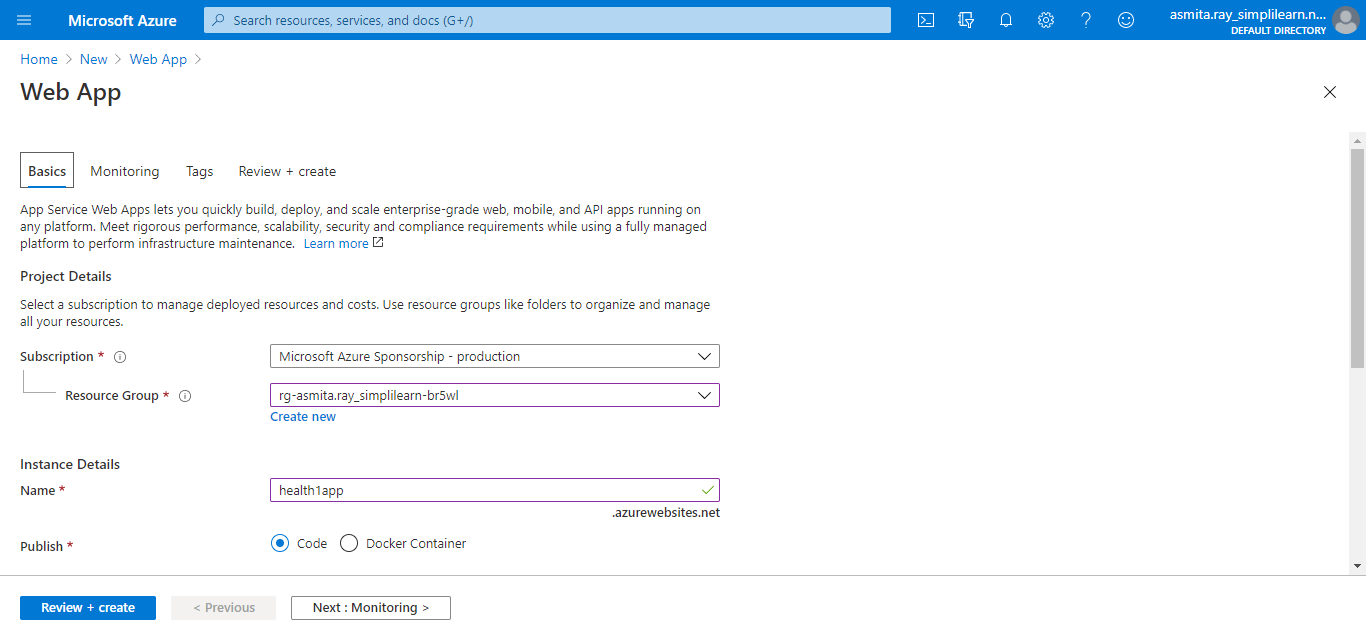 Microsoft Azure
Search resources, services, and docs (G+/)
asmita.ray_simplilearn.n...
DEFAULT DIRECTORY
Home > New > Web App >
Web App
Basics Monitoring Tags Review + create
App Service Web Apps lets you quickly build, deploy, and scale enterprise-grade web, mobile, and API apps running on
any platform. Meet rigorous performance, scalability, security and compliance requirements while using a fully managed
platform to perform infrastructure maintenance. Learn more
Project Details
Select a subscription to manage deployed resources and costs. Use resource groups like folders to organize and manage
all your resources.
Subscription * Microsoft Azure Sponsorship - production
Resource Group * rg-asmita.ray_simplilearn-br5wl
Create new
Instance Details
Name * health1app
.azurewebsites.net
Publish * Code Docker Container
Review + create < Previous Next : Monitoring >